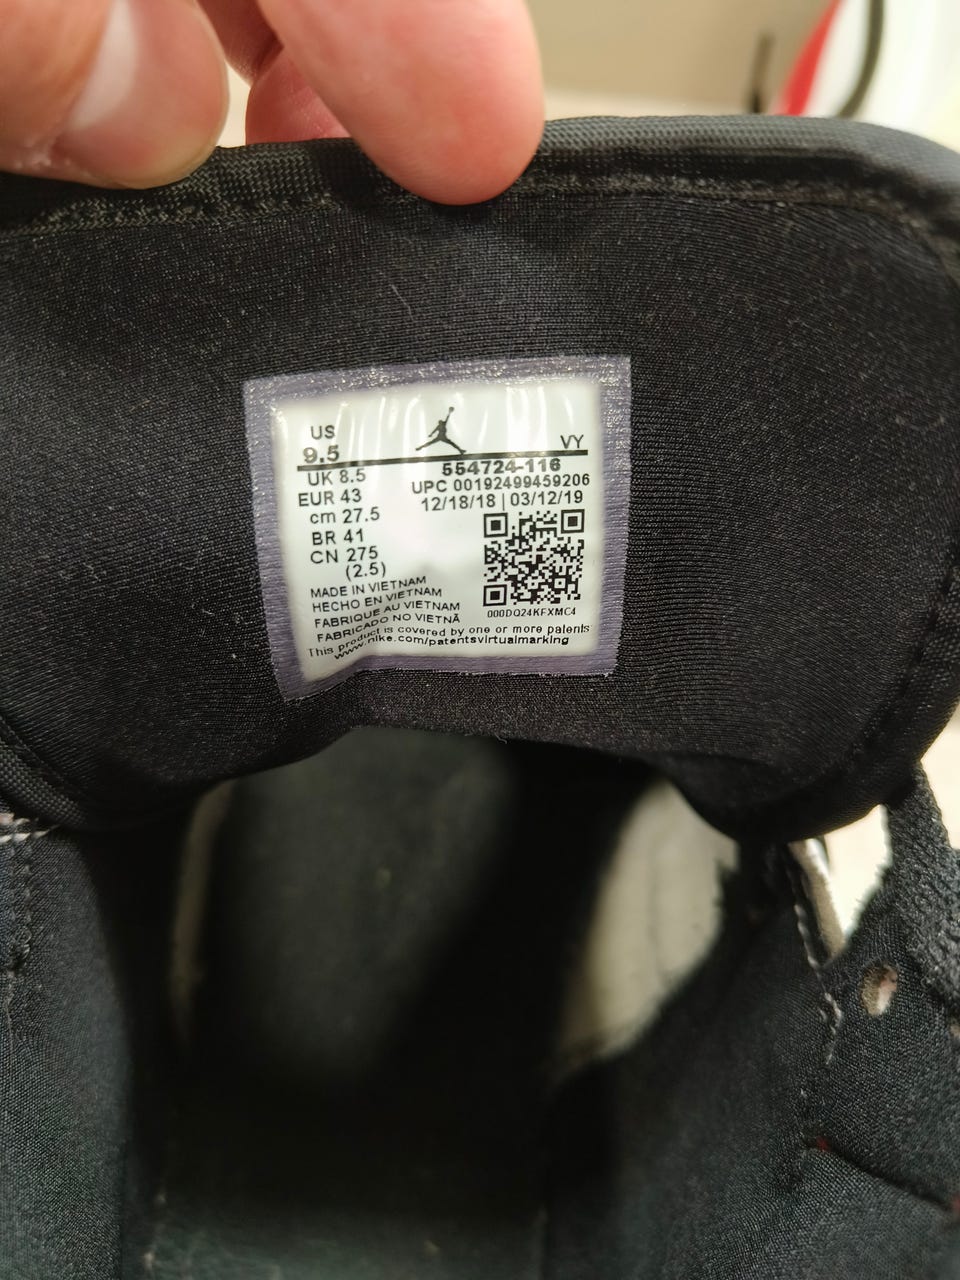 US
9.5
VY
UK 8.5
EUR 43
cm 27.5
BR 41
CN 275
(2.5)
554724-116
UPC 00192499459206
12/18/18 | 03/12/19
000DQ24KFXMC4
MADE IN VIETNAM
HECHO EN VIETNAM
FABRIQUE AU VIETNAM
FABRICADO NO VIETNÃ
This product is covered by one or more patents
www.nike.com/patentsvirtualmarking